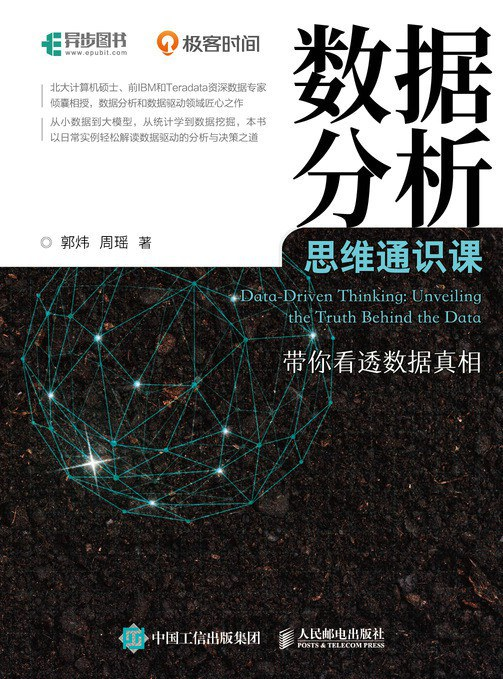 异步图书
www.epubit.com
极客时间
数据
分析
思维通识课
Data-Driven Thinking: Unveiling
the Truth Behind the Data
带你看透数据真相
北大计算机硕士、前IBM和Teradata资深数据专家
倾囊相授，数据分析和数据驱动领域匠心之作
从小数据到大模型，从统计学到数据挖掘，本书
以日常实例轻松解读数据驱动的分析与决策之道
◎ 郭炜 周瑶 著
中国工信出版集团
人民邮电出版社
POSTS & TELECOM PRESS